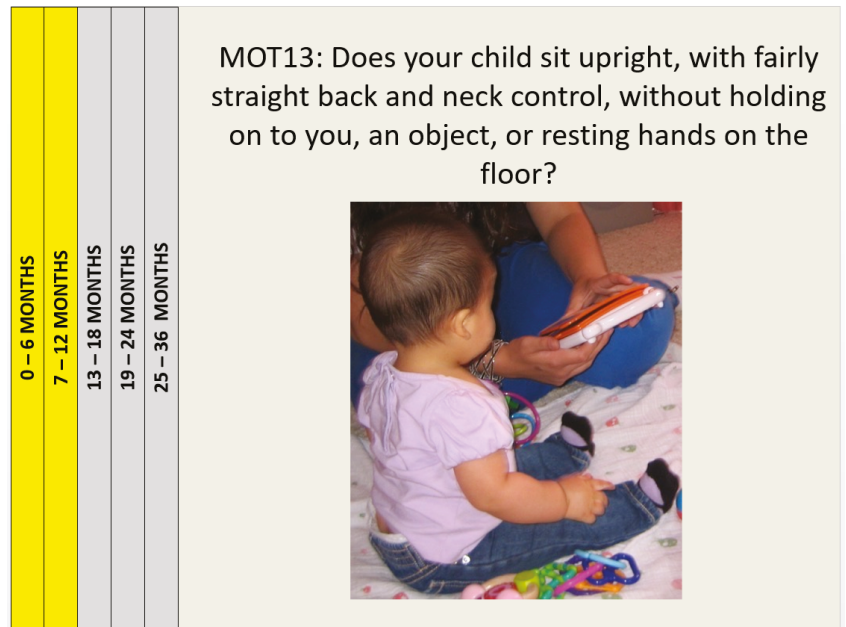 0 – 6 MONTHS
7 – 12 MONTHS
13 – 18 MONTHS
19 – 24 MONTHS
25 – 36  MONTHS
MOT13: Does your child sit upright, with fairly
straight back and neck control, without holding
on to you, an object, or resting hands on the
floor?